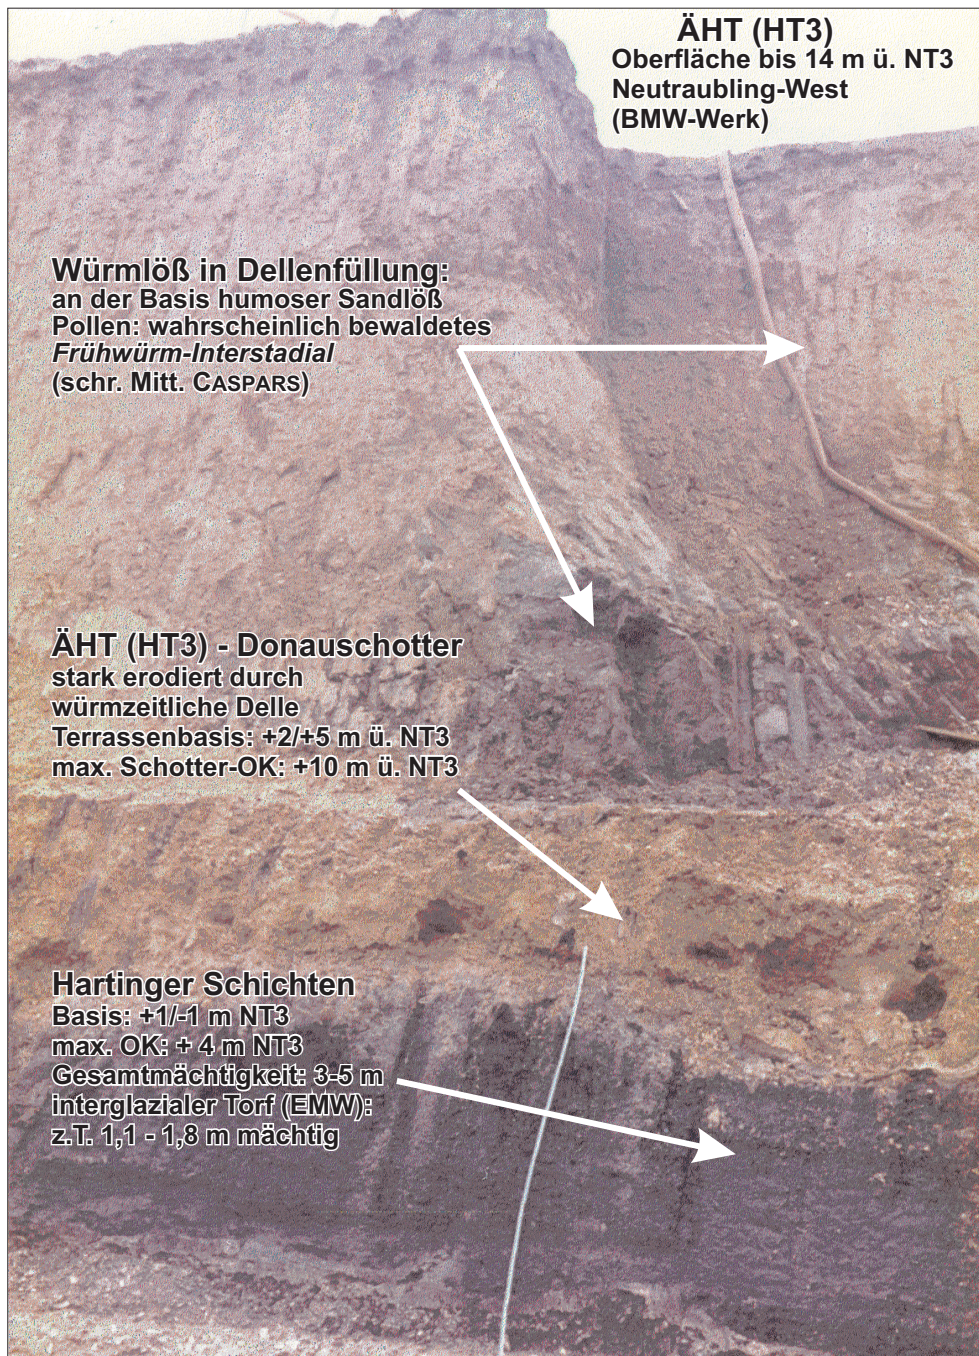 ÄHT (HT3)
Oberfläche bis 14 m ü. NT3
Neutraubling-West
(BMW-Werk)
Würmlöß in Dellenfüllung:
an der Basis humoser Sandlöß
Pollen: wahrscheinlich bewaldetes
Frühwürm-Interstadial
(schr. Mitt. CASPARS)
ÄHT (HT3) - Donauschotter
stark erodiert durch
würmzeitliche Delle
Terrassenbasis: +2/+5 m ü. NT3
max. Schotter-OK: +10 m ü. NT3
Hartinger Schichten
Basis: +1/-1 m NT3
max. OK: + 4 m NT3
Gesamtmächtigkeit: 3-5 m
interglazialer Torf (EMW):
z.T. 1,1 - 1,8 m mächtig